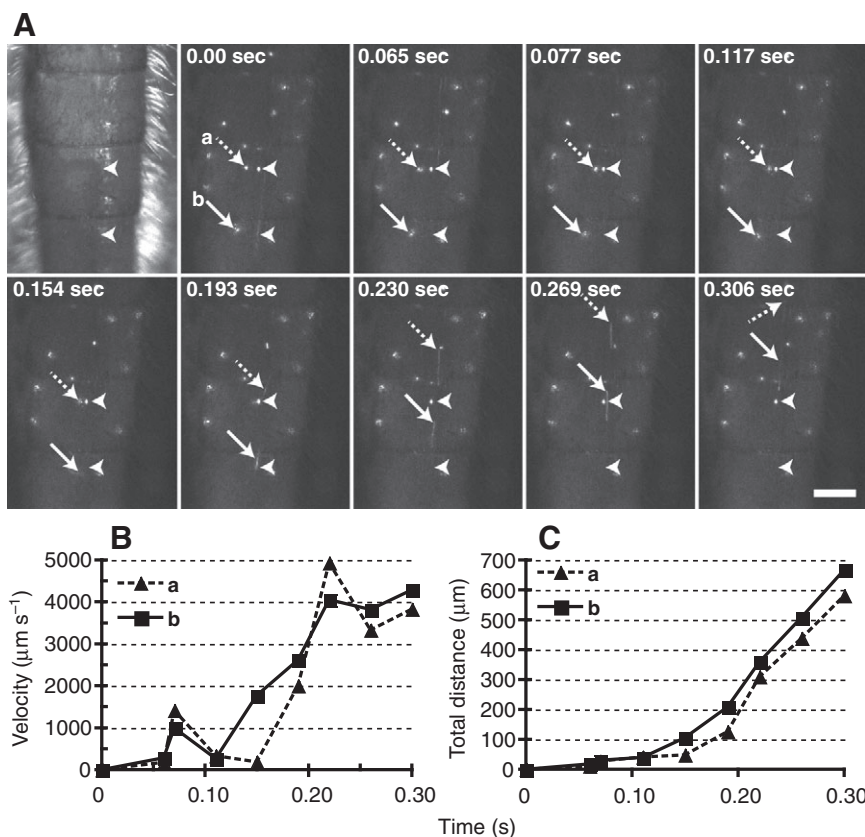 A
0.00 sec
0.065 sec
0.077 sec
0.117 sec
a
b
0.154 sec
0.193 sec
0.230 sec
0.269 sec
0.306 sec
B
5000
4000
3000
2000
1000
0
Velocity (μm s⁻¹)
a
b
0
0.10
0.20
0.30
C
700
600
500
400
300
200
100
0
Total distance (μm)
a
b
0
0.10
0.20
0.30
Time (s)